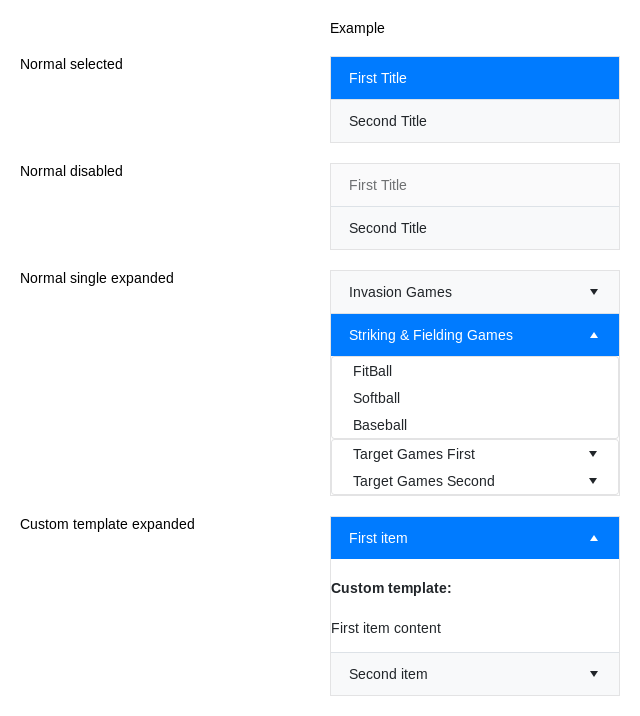 Example
Normal selected
First Title
Second Title
Normal disabled
First Title
Second Title
Normal single expanded
Invasion Games
Striking & Fielding Games
FitBall
Softball
Baseball
Target Games First
Target Games Second
Custom template expanded
First item
Custom template:
First item content
Second item